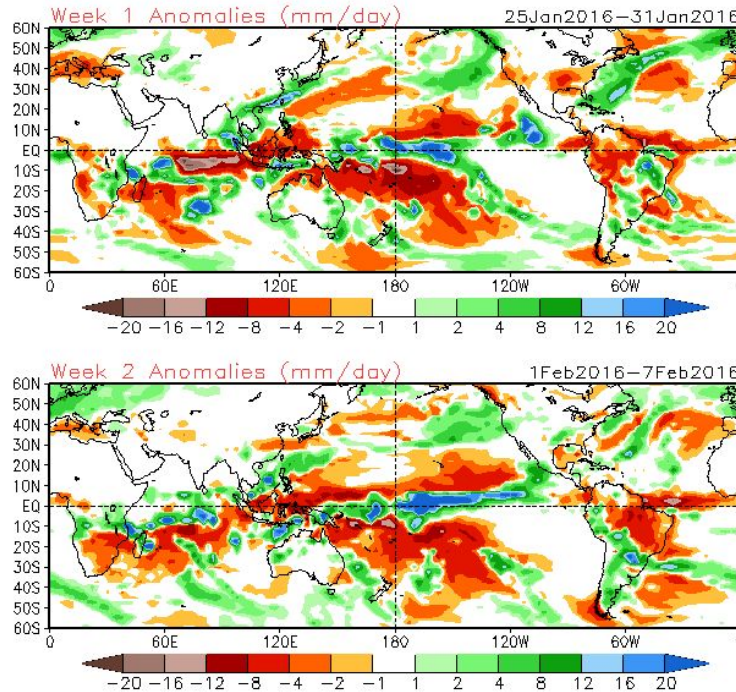 Week 1 Anomalies (mm/day) 25Jan2016–31Jan2016
60N
50N
40N
30N
20N
10N
EQ
10S
20S
30S
40S
50S
60S
0 60E 120E 180 120W 60W 0
−20 −16 −12 −8 −4 −2 −1 1 2 4 8 12 16 20
Week 2 Anomalies (mm/day) 1Feb2016–7Feb2016
60N
50N
40N
30N
20N
10N
EQ
10S
20S
30S
40S
50S
60S
0 60E 120E 180 120W 60W 0
−20 −16 −12 −8 −4 −2 −1 1 2 4 8 12 16 20